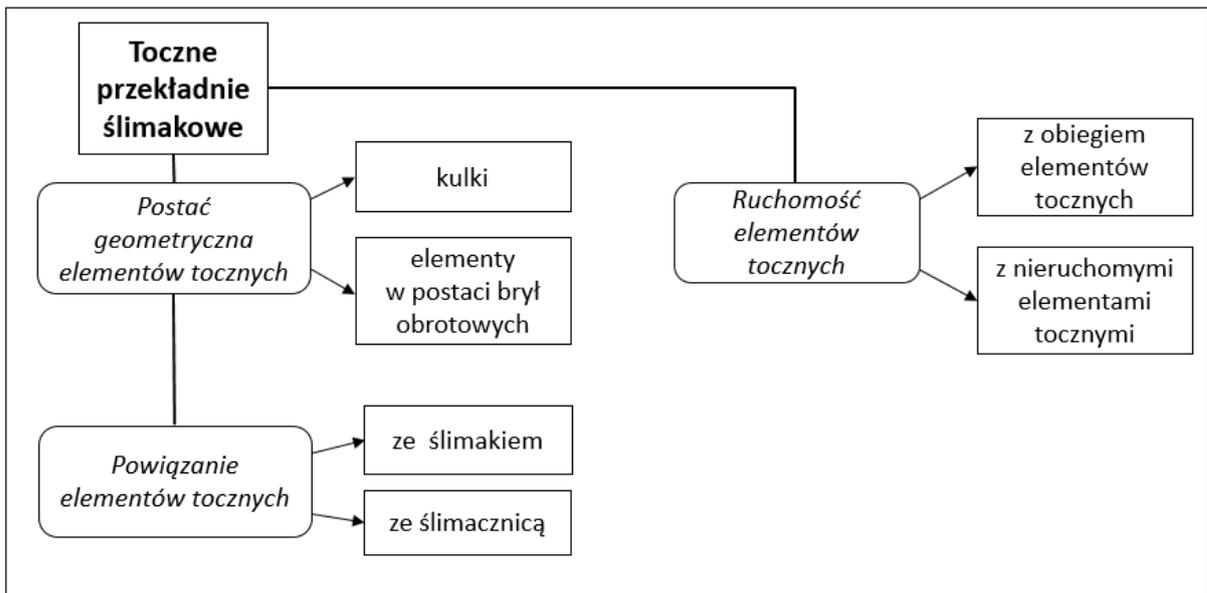 Toczne
przekładnie
ślimakowe
Postać
geometryczna
elementów tocznych
kulki
elementy
w postaci brył
obrotowych
Powiązanie
elementów tocznych
ze  ślimakiem
ze ślimacznicą
Ruchomość
elementów
tocznych
z obiegiem
elementów
tocznych
z nieruchomymi
elementami
tocznymi